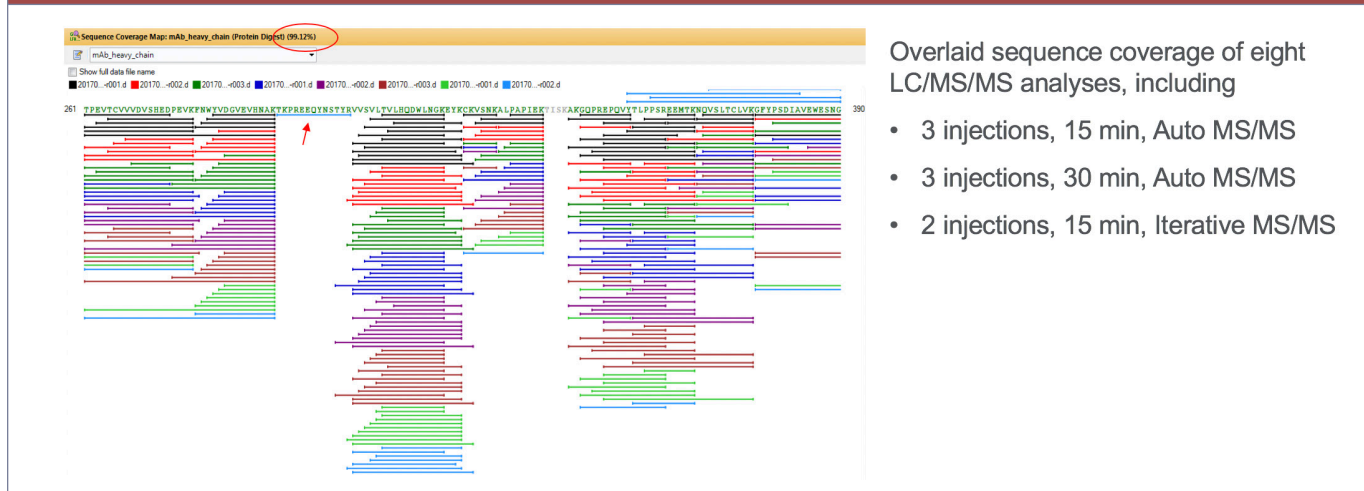 Sequence Coverage Map: mAb_heavy_chain (Protein Digest) (99.12%)
mAb_heavy_chain
Show full data file name
20170...-r001.d 20170...-r002.d 20170...-r003.d 20170...-r001.d 20170...-r002.d 20170...-r003.d 20170...-r001.d 20170...-r002.d
261 TPEVTCVVVDVSHEDPEVKFNWYVDGVEVHNAKTKPREEQYNSTYRVVSVLTVLHQDWLNGKEYKCKVSNKALPAPIEKTISKAKGQPREPQVYTLPPSREEMTKNQVSLTCLVKGFYPSDIAVEWESNG 390
Overlaid sequence coverage of eight
LC/MS/MS analyses, including
• 3 injections, 15 min, Auto MS/MS
• 3 injections, 30 min, Auto MS/MS
• 2 injections, 15 min, Iterative MS/MS